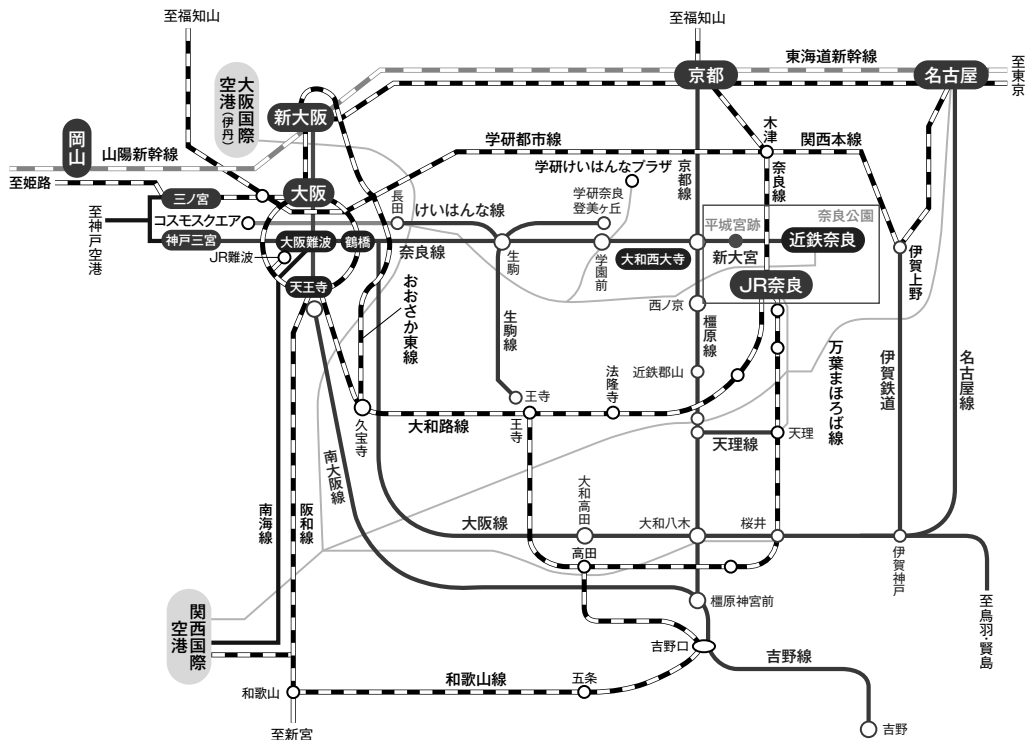 至福知山
至福知山
東海道新幹線
至東京
京都
名古屋
大阪国際
空港(伊丹)
新大阪
岡山
山陽新幹線
木津
学研都市線
関西本線
学研けいはんなプラザ
京都線
奈良線
至姫路
三ノ宮
大阪
長田
学研奈良
登美ヶ丘
至神戸空港
コスモスクエア
けいはんな線
平城宮跡
奈良公園
神戸三宮
大阪難波
鶴橋
奈良線
生駒
学園前
大和西大寺
新大宮
近鉄奈良
JR難波
伊賀上野
天王寺
おおさか東線
JR奈良
西ノ京
生駒線
橿原線
万葉まほろば線
伊賀鉄道
名古屋線
近鉄郡山
法隆寺
王寺
久宝寺
大和路線
王寺
天理線
天理
南大阪線
大和高田
南海線
阪和線
大阪線
大和八木
桜井
高田
伊賀神戸
橿原神宮前
至鳥羽・賢島
関西国際
空港
吉野口
吉野線
和歌山線
五条
和歌山
吉野
至新宮